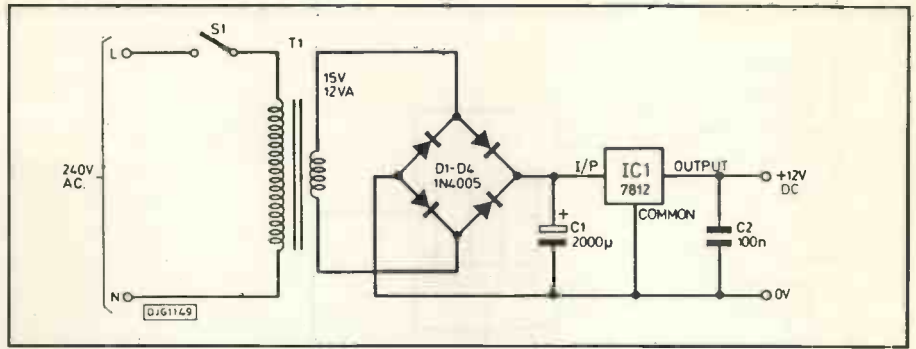 S1
T1
L
15V
12VA
240V
AC.
D1-D4
1N4005
I/P
IC1
7812
OUTPUT
+12V
DC
COMMON
+
C1
2000µ
C2
100n
N
0V
DJG1149